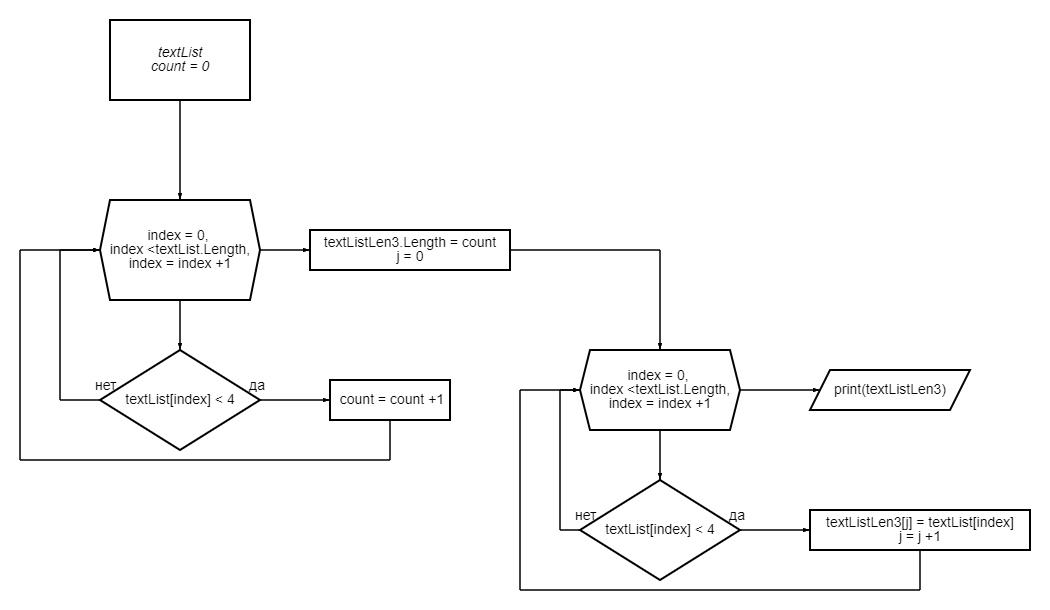 textList
count = 0
index = 0,
index <textList.Length,
index = index +1
textListLen3.Length = count
j = 0
нет
textList[index] < 4
да
count = count +1
index = 0,
index <textList.Length,
index = index +1
print(textListLen3)
нет
textList[index] < 4
да
textListLen3[j] = textList[index]
j = j +1